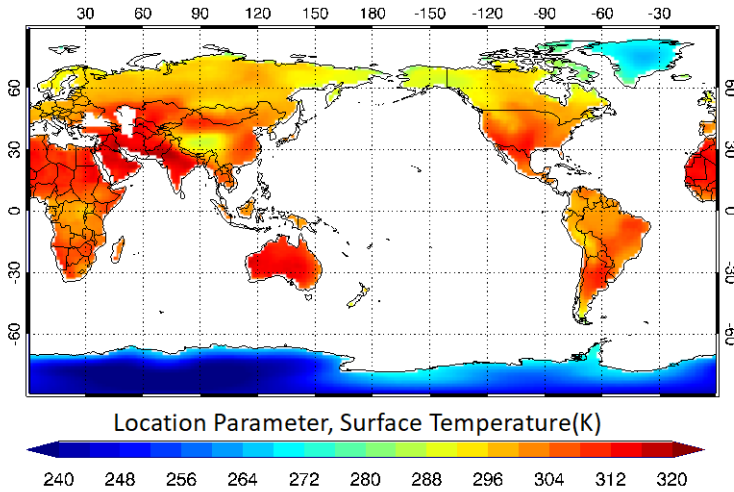 30 60 90 120 150 180 -150 -120 -90 -60 -30
60 60
30 30
0 0
-30 -30
-60 -60
Location Parameter, Surface Temperature(K)
240 248 256 264 272 280 288 296 304 312 320